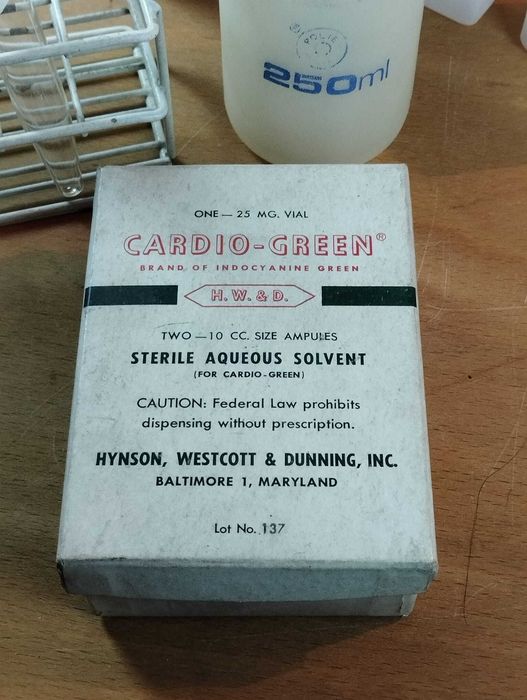 250ml
ONE — 25 MG. VIAL
CARDIO-GREEN®
BRAND OF INDOCYANINE GREEN
H. W. & D.
TWO — 10 CC. SIZE AMPULES
STERILE AQUEOUS SOLVENT
(FOR CARDIO-GREEN)
CAUTION: Federal Law prohibits
dispensing without prescription.
HYNSON, WESTCOTT & DUNNING, INC.
BALTIMORE 1, MARYLAND
Lot No. 137